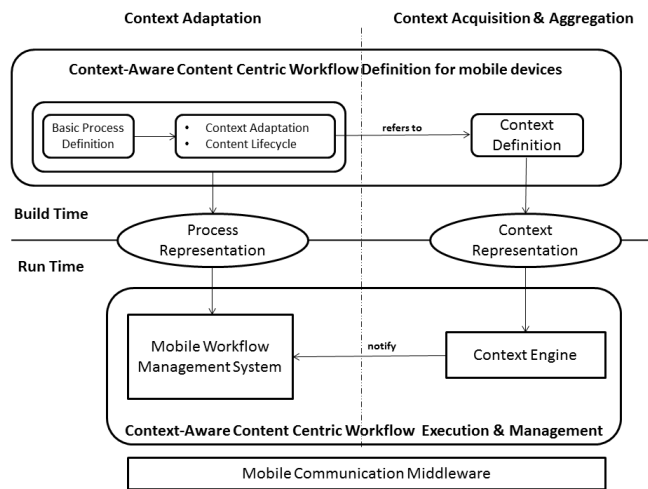 Context Adaptation
Context Acquisition & Aggregation
Context-Aware Content Centric Workflow Definition for mobile devices
Basic Process
Definition
• Context Adaptation
• Content Lifecycle
refers to
Context
Definition
Build Time
Process
Representation
Context
Representation
Run Time
Mobile Workflow
Management System
notify
Context Engine
Context-Aware Content Centric Workflow Execution & Management
Mobile Communication Middleware